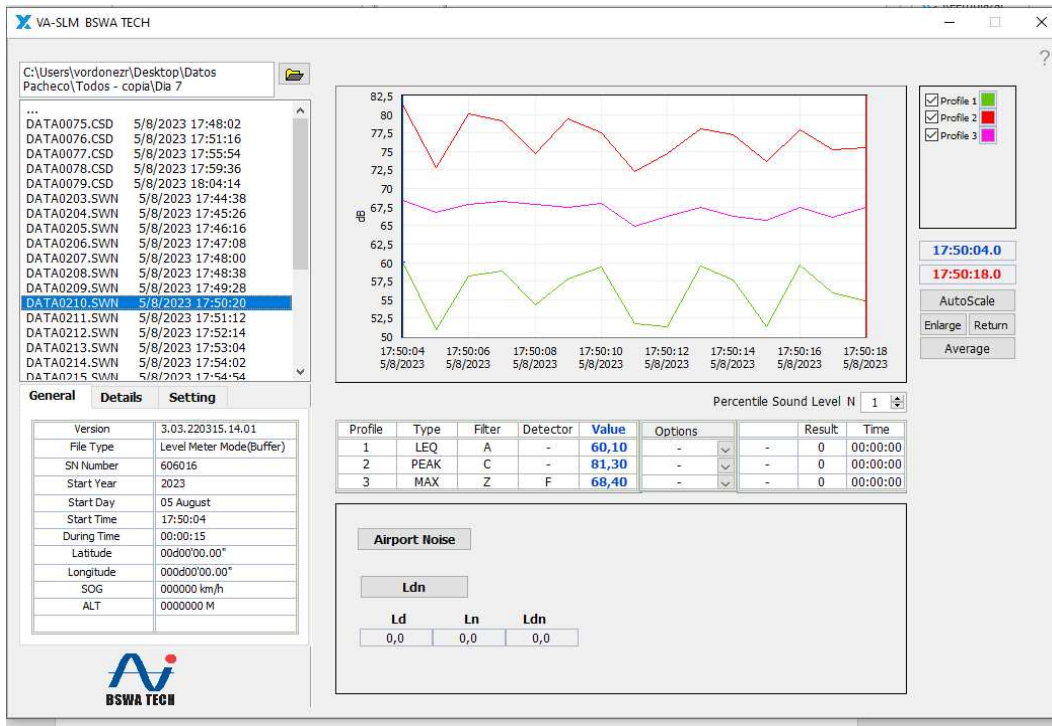 VA-SLM BSWA TECH
?
C:\Users\vordonezr\Desktop\Datos
Pacheco\Todos - copia\Dia 7
...
DATA0075.CSD 5/8/2023 17:48:02
DATA0076.CSD 5/8/2023 17:51:16
DATA0077.CSD 5/8/2023 17:55:54
DATA0078.CSD 5/8/2023 17:59:36
DATA0079.CSD 5/8/2023 18:04:14
DATA0203.SWN 5/8/2023 17:44:38
DATA0204.SWN 5/8/2023 17:45:26
DATA0205.SWN 5/8/2023 17:46:16
DATA0206.SWN 5/8/2023 17:47:08
DATA0207.SWN 5/8/2023 17:48:00
DATA0208.SWN 5/8/2023 17:48:38
DATA0209.SWN 5/8/2023 17:49:28
DATA0210.SWN 5/8/2023 17:50:20
DATA0211.SWN 5/8/2023 17:51:12
DATA0212.SWN 5/8/2023 17:52:14
DATA0213.SWN 5/8/2023 17:53:04
DATA0214.SWN 5/8/2023 17:54:02
DATA0215.SWN 5/8/2023 17:54:54
General Details Setting
Version 3.03.220315.14.01
File Type Level Meter Mode(Buffer)
SN Number 606016
Start Year 2023
Start Day 05 August
Start Time 17:50:04
During Time 00:00:15
Latitude 00d00'00.00"
Longitude 000d00'00.00"
SOG 000000 km/h
ALT 0000000 M
BSWA TECH
82,5
80
77,5
75
72,5
70
67,5
65
62,5
60
57,5
55
52,5
50
dB
17:50:04 17:50:06 17:50:08 17:50:10 17:50:12 17:50:14 17:50:16 17:50:18
5/8/2023 5/8/2023 5/8/2023 5/8/2023 5/8/2023 5/8/2023 5/8/2023 5/8/2023
Profile 1
Profile 2
Profile 3
17:50:04.0
17:50:18.0
AutoScale
Enlarge Return
Average
Percentile Sound Level N 1
Profile Type Filter Detector Value Options Result Time
1 LEQ A - 60,10 - - 0 00:00:00
2 PEAK C - 81,30 - - 0 00:00:00
3 MAX Z F 68,40 - - 0 00:00:00
Airport Noise
Ldn
Ld Ln Ldn
0,0 0,0 0,0